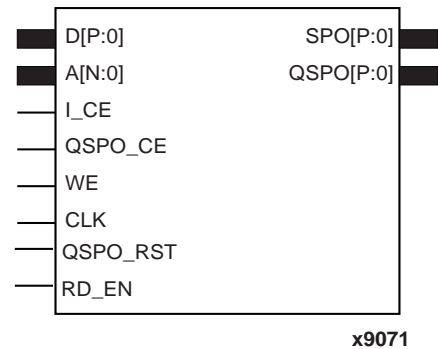 D[P:0] SPO[P:0]
A[N:0] QSPO[P:0]
I_CE
QSPO_CE
WE
CLK
QSPO_RST
RD_EN
x9071